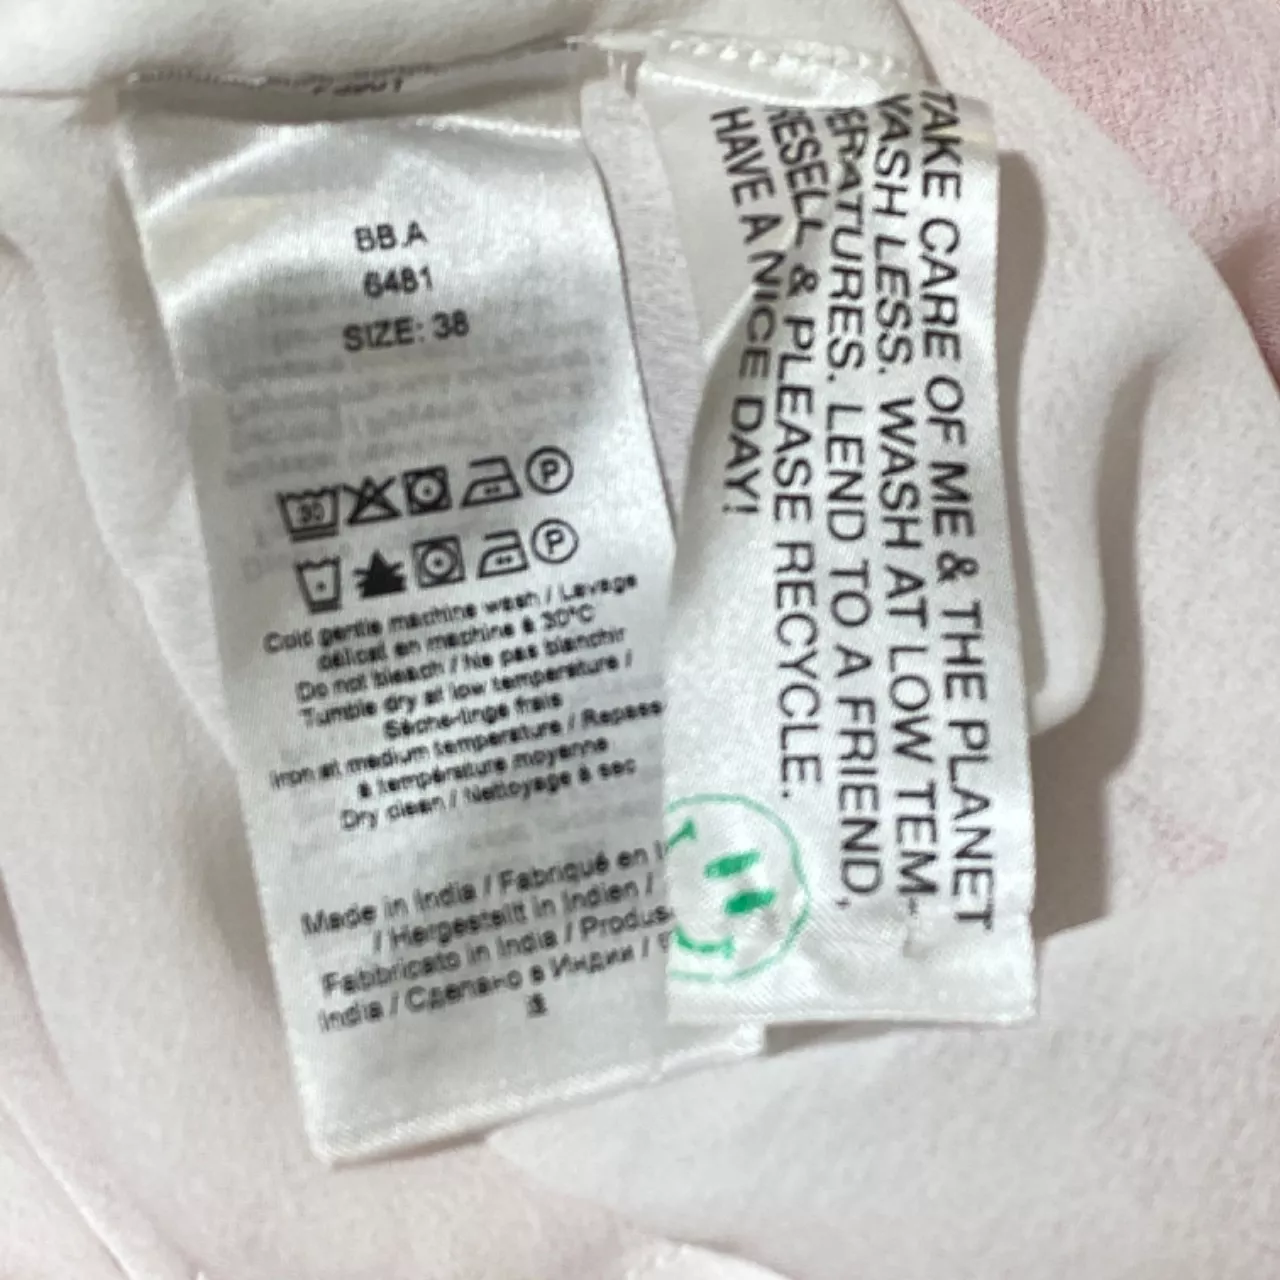 BB.A
6481
SIZE: 38
30
P
P
Cold gentle machine wash / Lavage
délicat en machine à 30°C
Do not bleach / Ne pas blanchir
Tumble dry at low temperature /
Sèche-linge frais
Iron at medium temperature / Repass
à température moyenne
Dry clean / Nettoyage à sec
Made in India / Fabriqué en I
/ Hergestellt in Indien /
Fabbricato in India / Produs
India / Сделано в Индии /
TAKE CARE OF ME & THE PLANET
WASH LESS. WASH AT LOW TEM-
ERATURES. LEND TO A FRIEND,
RESELL & PLEASE RECYCLE.
HAVE A NICE DAY!